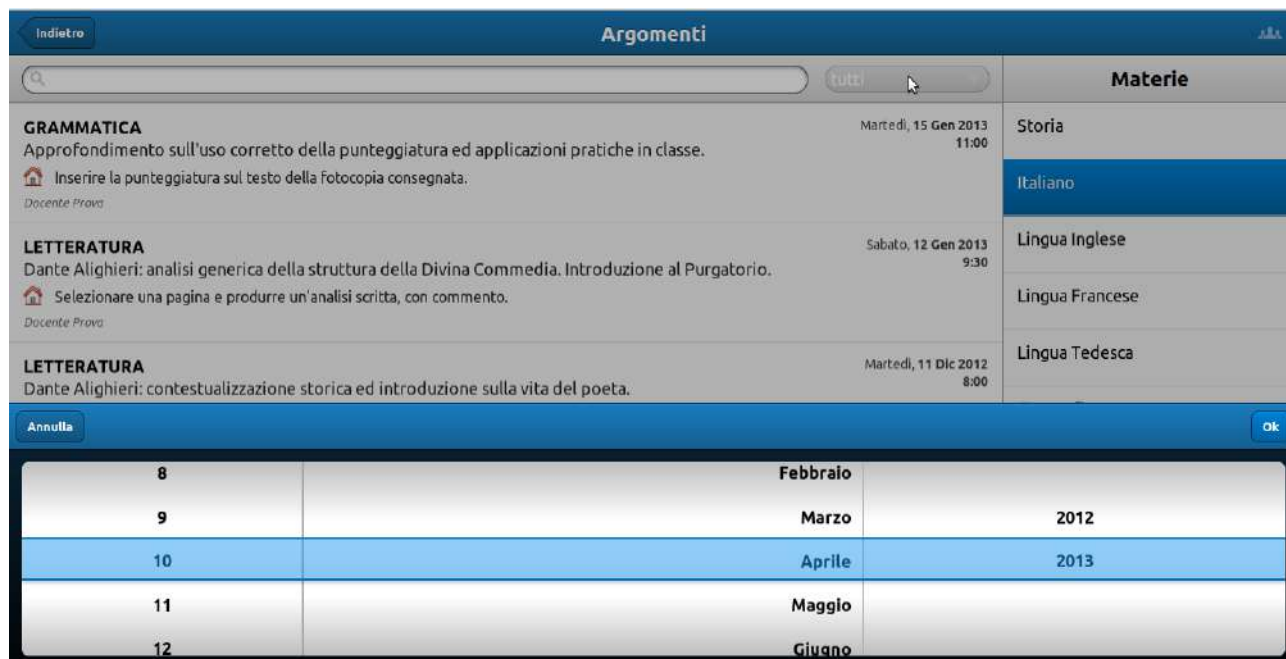 Indietro
Argomenti
tutti
Materie
GRAMMATICA
Martedì, 15 Gen 2013
Approfondimento sull'uso corretto della punteggiatura ed applicazioni pratiche in classe.
11:00
Inserire la punteggiatura sul testo della fotocopia consegnata.
Docente Prova
LETTERATURA
Sabato, 12 Gen 2013
Dante Alighieri: analisi generica della struttura della Divina Commedia. Introduzione al Purgatorio.
9:30
Selezionare una pagina e produrre un'analisi scritta, con commento.
Docente Prova
LETTERATURA
Martedì, 11 Dic 2012
Dante Alighieri: contestualizzazione storica ed introduzione sulla vita del poeta.
8:00
Storia
Italiano
Lingua Inglese
Lingua Francese
Lingua Tedesca
Annulla
Ok
8 Febbraio
9 Marzo 2012
10 Aprile 2013
11 Maggio
12 Giugno